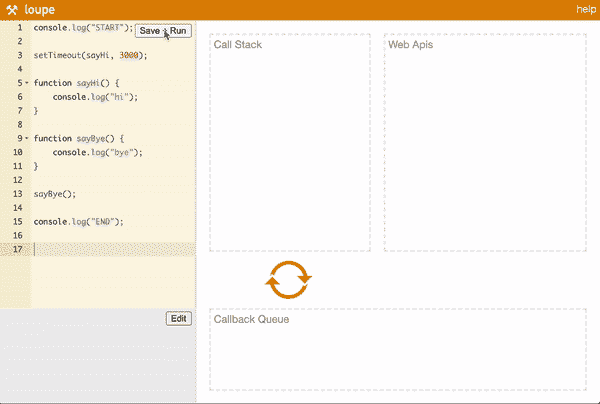 loupe
help
1 console.log("START");
Save + Run
2
3 setTimeout(sayHi, 3000);
4
5 function sayHi() {
6 console.log("hi");
7 }
8
9 function sayBye() {
10 console.log("bye");
11 }
12
13 sayBye();
14
15 console.log("END");
16
17
Edit
Call Stack
Web Apis
Callback Queue